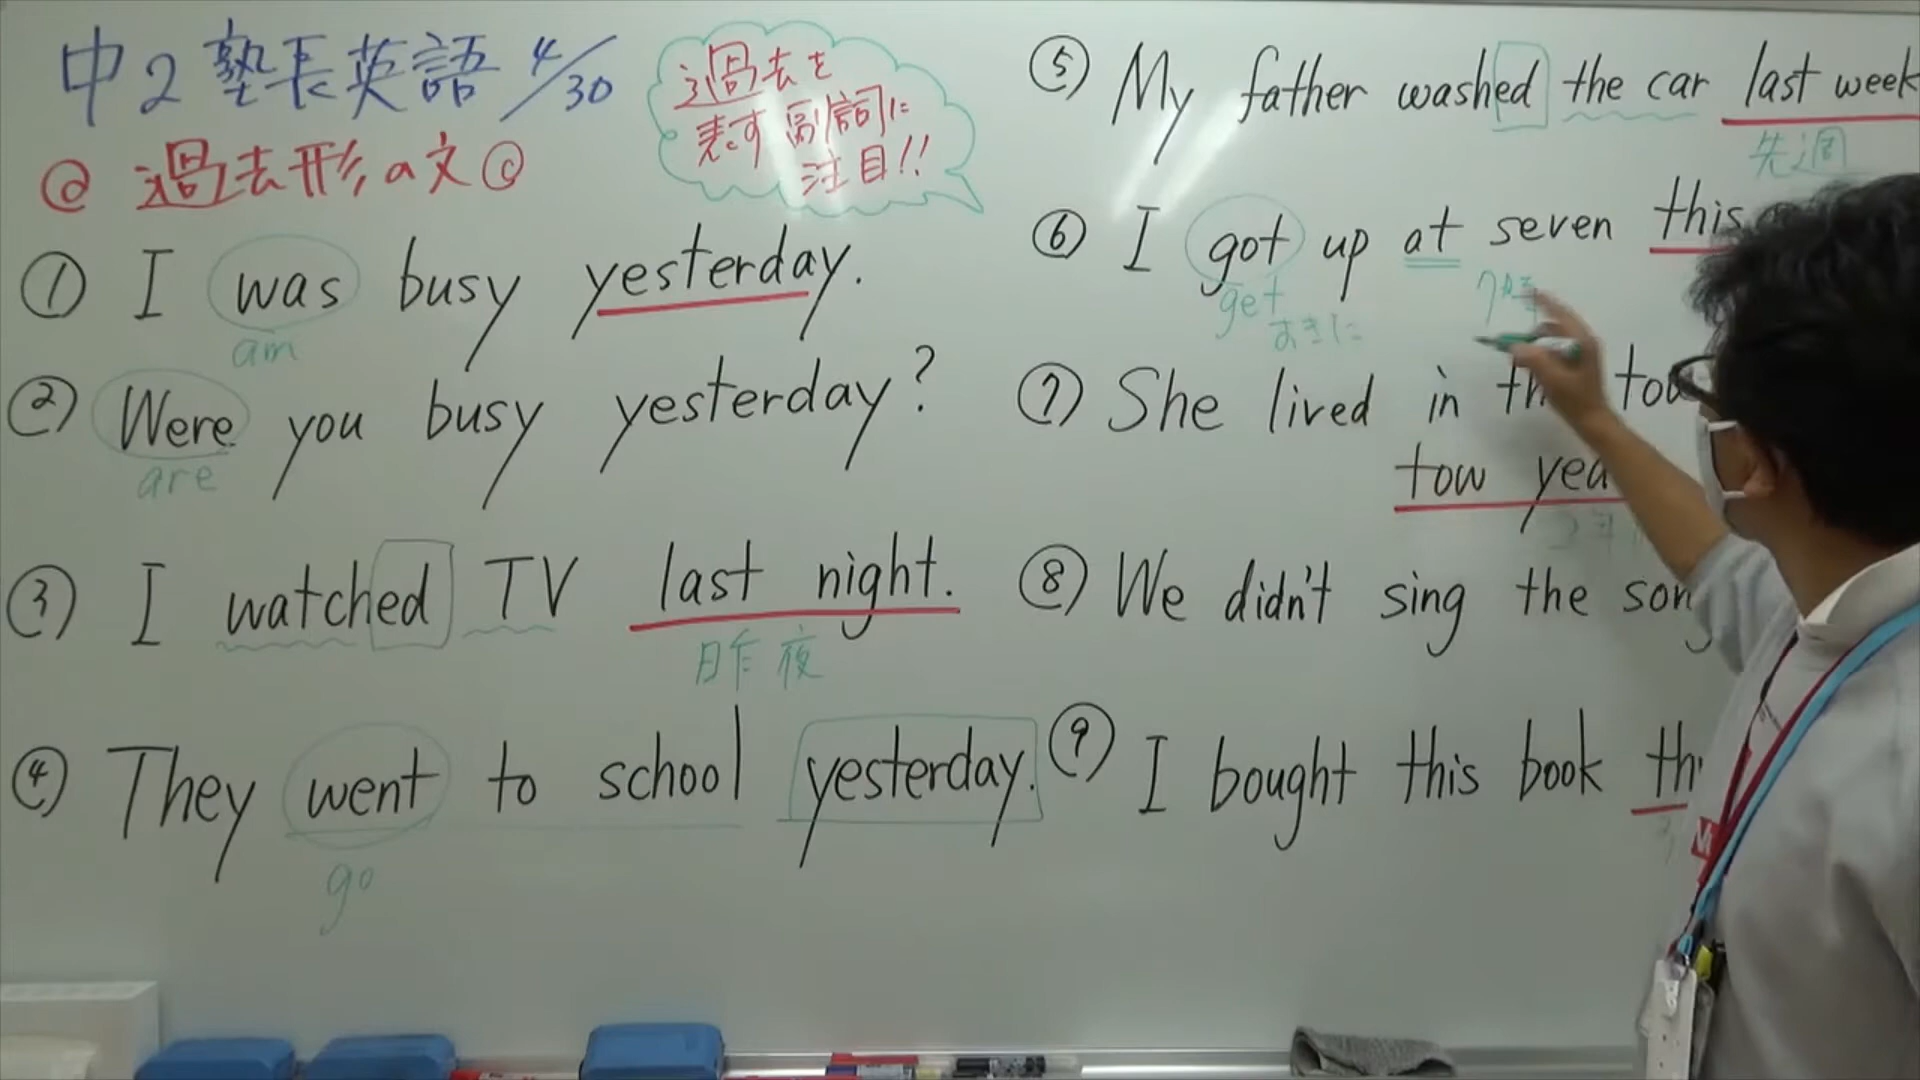 中2 塾長英語 4/30
@ 過去形の文 @
過去を
表す副詞に
注目!!
① I was busy yesterday.
am
② Were you busy yesterday?
are
③ I watched TV last night.
昨夜
④ They went to school yesterday.
go
⑤ My father washed the car last week
先週
⑥ I got up at seven this
get
⑦ She lived in
tow
⑧ We didn't sing the
⑨ I bought this book